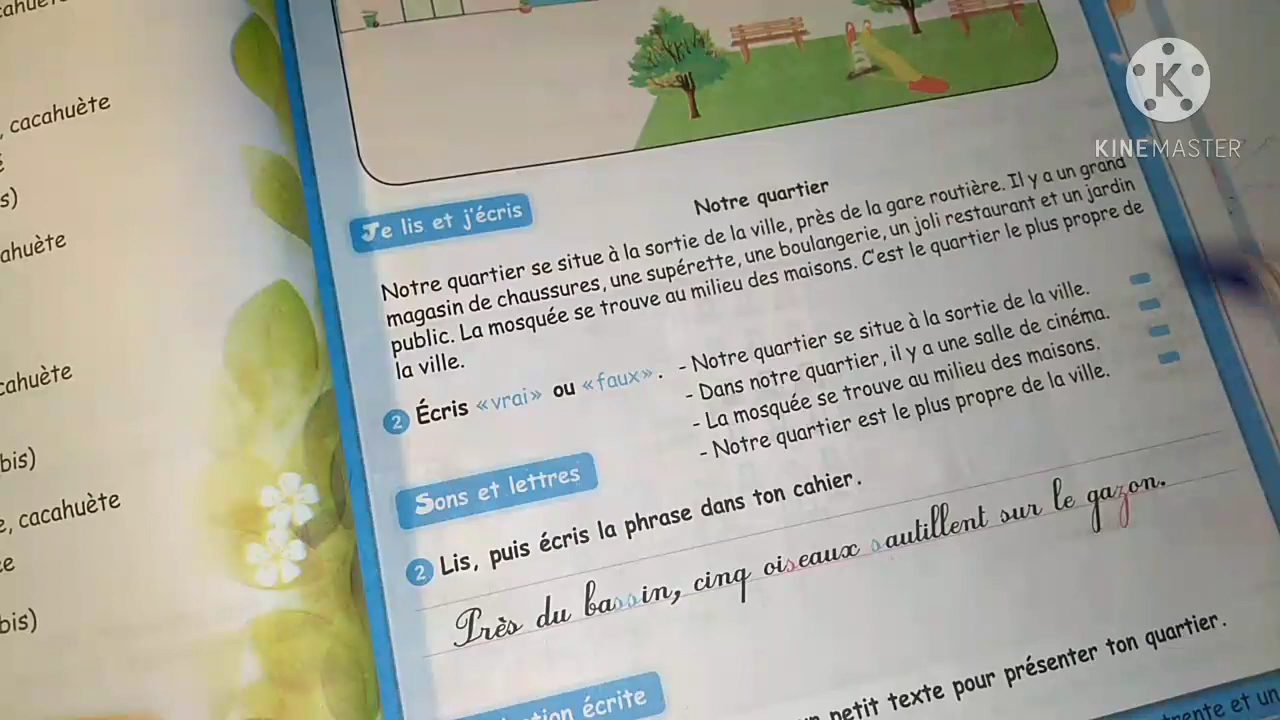 , cacahuète
s)
ahuète
cahuète
bis)
e, cacahuète
bis)
KINEMASTER
Je lis et j'écris
Notre quartier
Notre quartier se situe à la sortie de la ville, près de la gare routière. Il y a un grand
magasin de chaussures, une supérette, une boulangerie, un joli restaurant et un jardin
public. La mosquée se trouve au milieu des maisons. C'est le quartier le plus propre de
la ville.
2 Écris «vrai» ou «faux». - Notre quartier se situe à la sortie de la ville.
- Dans notre quartier, il y a une salle de cinéma.
- La mosquée se trouve au milieu des maisons.
- Notre quartier est le plus propre de la ville.
Sons et lettres
2 Lis, puis écris la phrase dans ton cahier.
Près du bassin, cinq oiseaux sautillent sur le gazon.
écrite
petit texte pour présenter ton quartier.
et un